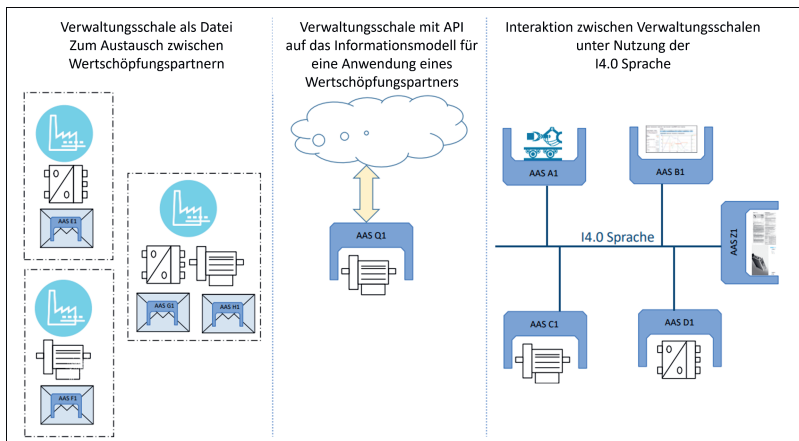 Verwaltungsschale als Datei
Zum Austausch zwischen
Wertschöpfungspartnern
AAS E1
AAS G1
AAS H1
AAS F1
Verwaltungsschale mit API
auf das Informationsmodell für
eine Anwendung eines
Wertschöpfungspartners
AAS Q1
Interaktion zwischen Verwaltungsschalen
unter Nutzung der
I4.0 Sprache
AAS A1
AAS B1
AAS Z1
I4.0 Sprache
AAS C1
AAS D1